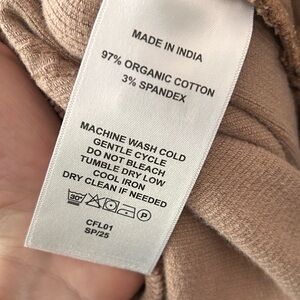 MADE IN INDIA
97% ORGANIC COTTON
3% SPANDEX
MACHINE WASH COLD
GENTLE CYCLE
DO NOT BLEACH
TUMBLE DRY LOW
COOL IRON
DRY CLEAN IF NEEDED
30° P
CFL01
SP/25